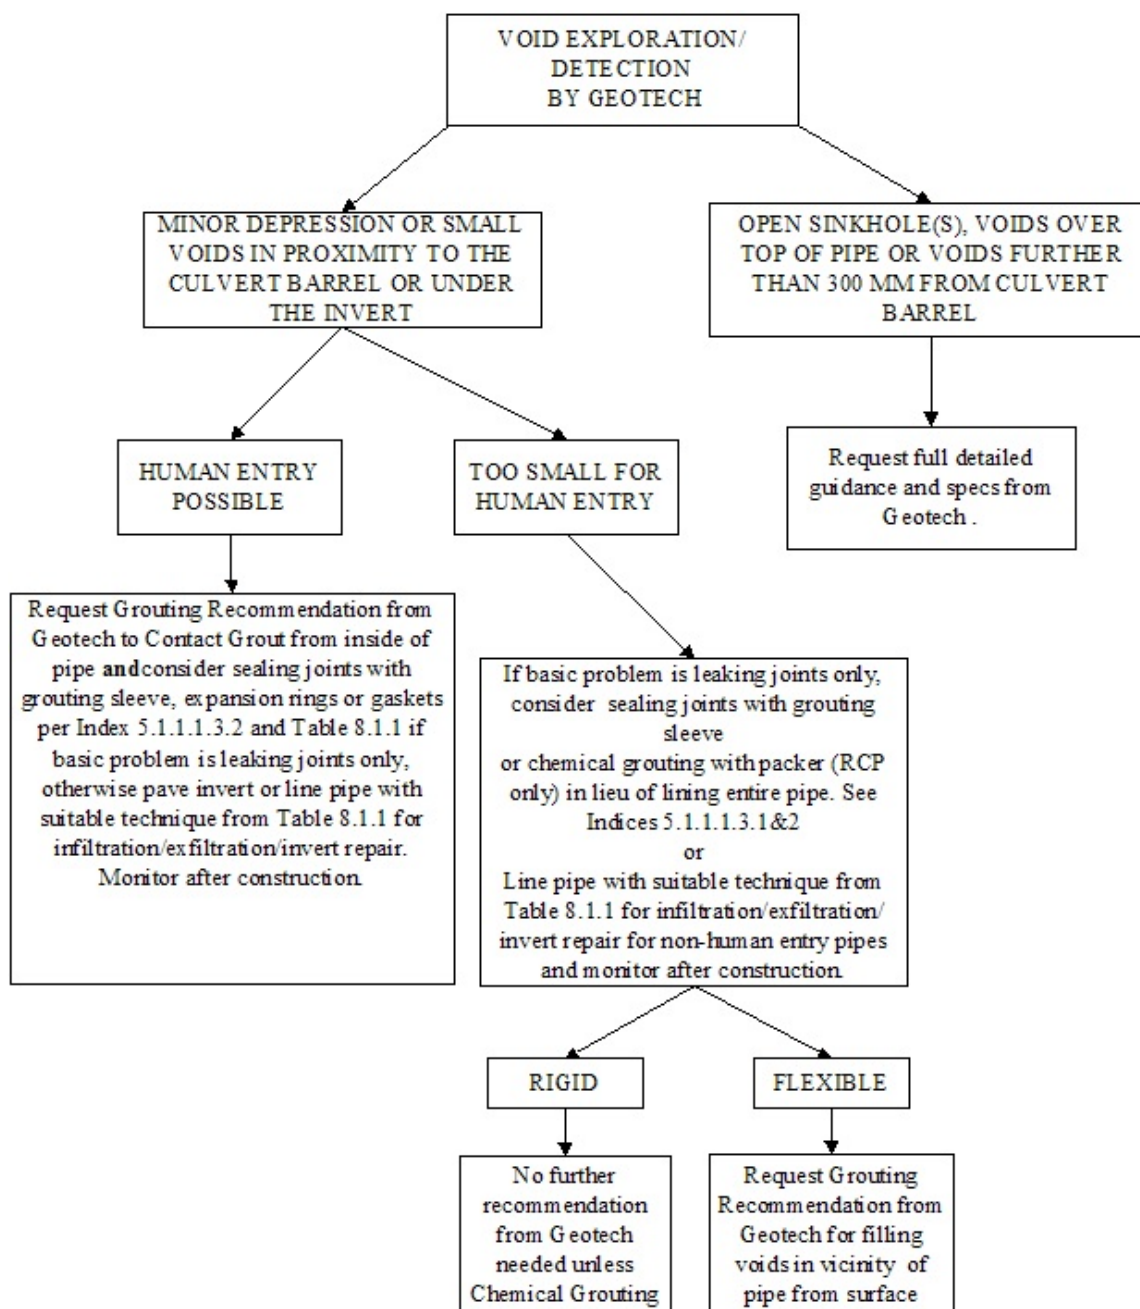 VOID EXPLORATION/
DETECTION
BY GEOTECH
MINOR DEPRESSION OR SMALL
VOIDS IN PROXIMITY TO THE
CULVERT BARREL OR UNDER
THE INVERT
OPEN SINKHOLE(S), VOIDS OVER
TOP OF PIPE OR VOIDS FURTHER
THAN 300 MM FROM CULVERT
BARREL
HUMAN ENTRY
POSSIBLE
TOO SMALL FOR
HUMAN ENTRY
Request full detailed
guidance and specs from
Geotech .
Request Grouting Recommendation from
Geotech to Contact Grout from inside of
pipe and consider sealing joints with
grouting sleeve, expansion rings or gaskets
per Index 5.1.1.1.3.2 and Table 8.1.1 if
basic problem is leaking joints only,
otherwise pave invert or line pipe with
suitable technique from Table 8.1.1 for
infiltration/exfiltration/invert repair.
Monitor after construction.
If basic problem is leaking joints only,
consider sealing joints with grouting
sleeve
or chemical grouting with packer (RCP
only) in lieu of lining entire pipe. See
Indices 5.1.1.1.3.1&2
or
Line pipe with suitable technique from
Table 8.1.1 for infiltration/exfiltration/
invert repair for non-human entry pipes
and monitor after construction.
RIGID
FLEXIBLE
No further
recommendation
from Geotech
needed unless
Chemical Grouting
Request Grouting
Recommendation from
Geotech for filling
voids in vicinity of
pipe from surface